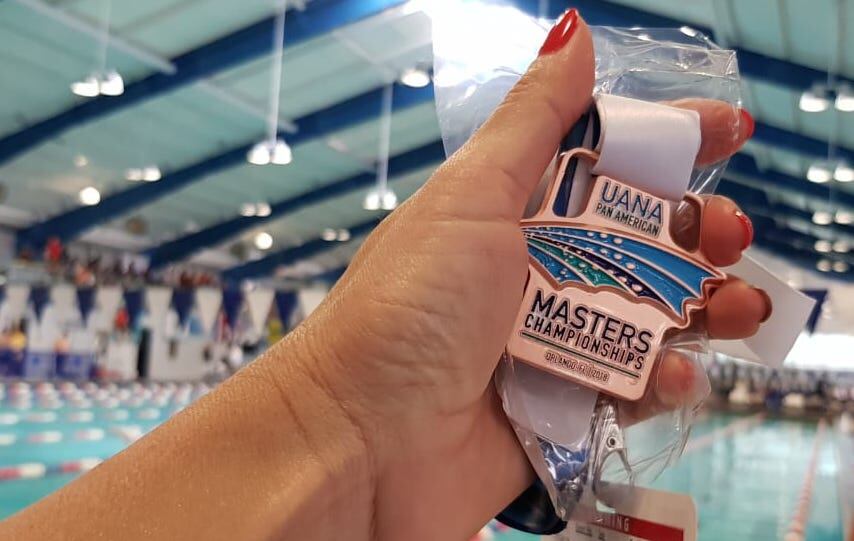 UANA
PAN AMERICAN
MASTERS
CHAMPIONSHIPS
ORLANDO, FL | 2018